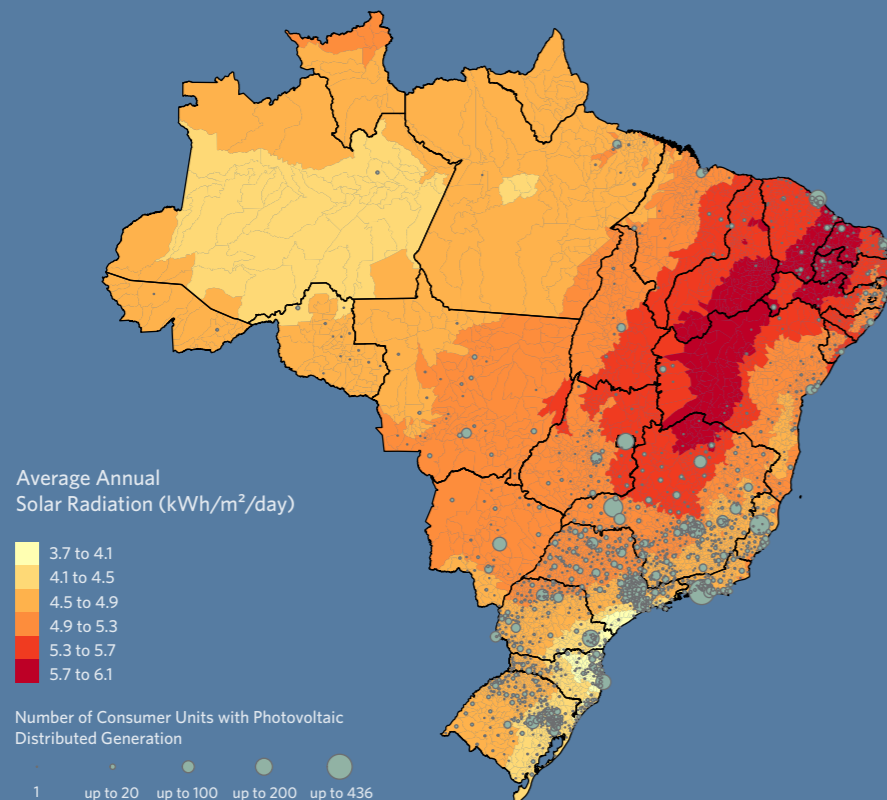 Average Annual
Solar Radiation (kWh/m²/day)
3.7 to 4.1
4.1 to 4.5
4.5 to 4.9
4.9 to 5.3
5.3 to 5.7
5.7 to 6.1
Number of Consumer Units with Photovoltaic
Distributed Generation
1 up to 20 up to 100 up to 200 up to 436